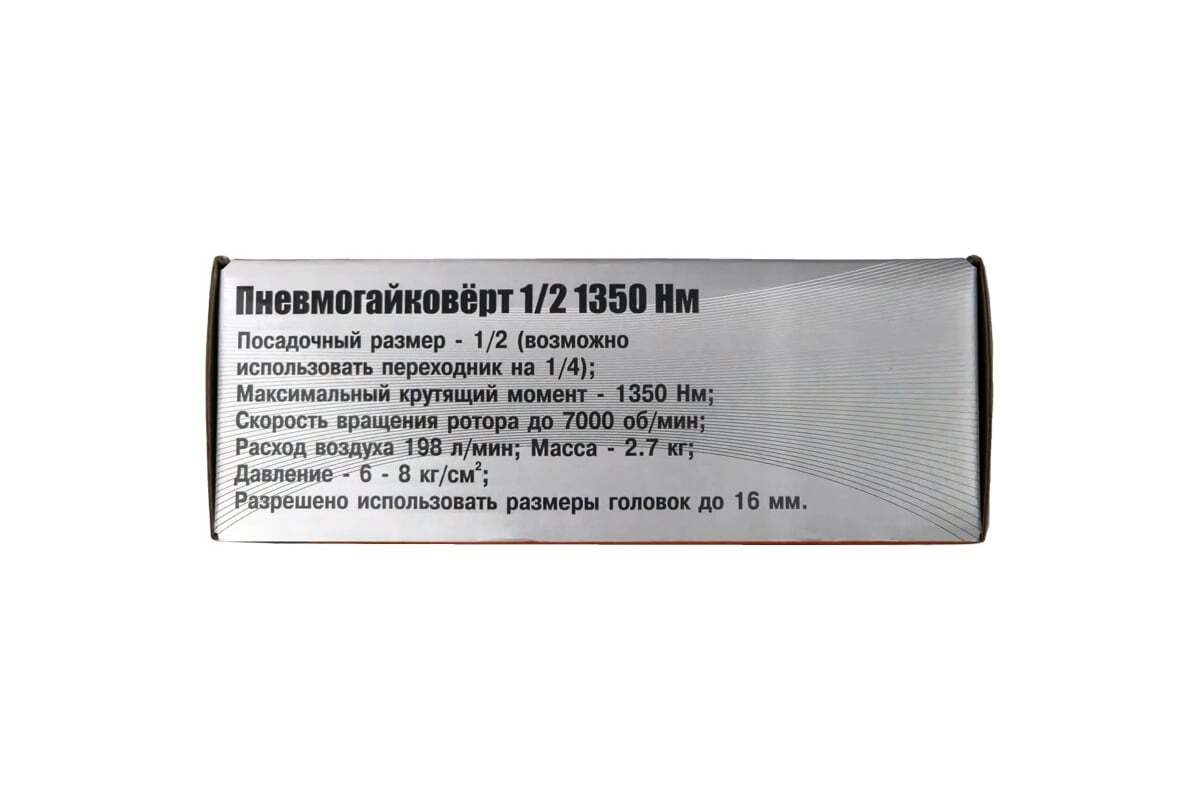 Пневмогайковёрт 1/2 1350 Нм
Посадочный размер - 1/2 (возможно
использовать переходник на 1/4);
Максимальный крутящий момент - 1350 Нм;
Скорость вращения ротора до 7000 об/мин;
Расход воздуха 198 л/мин; Масса - 2.7 кг;
Давление - 6 - 8 кг/см²;
Разрешено использовать размеры головок до 16 мм.